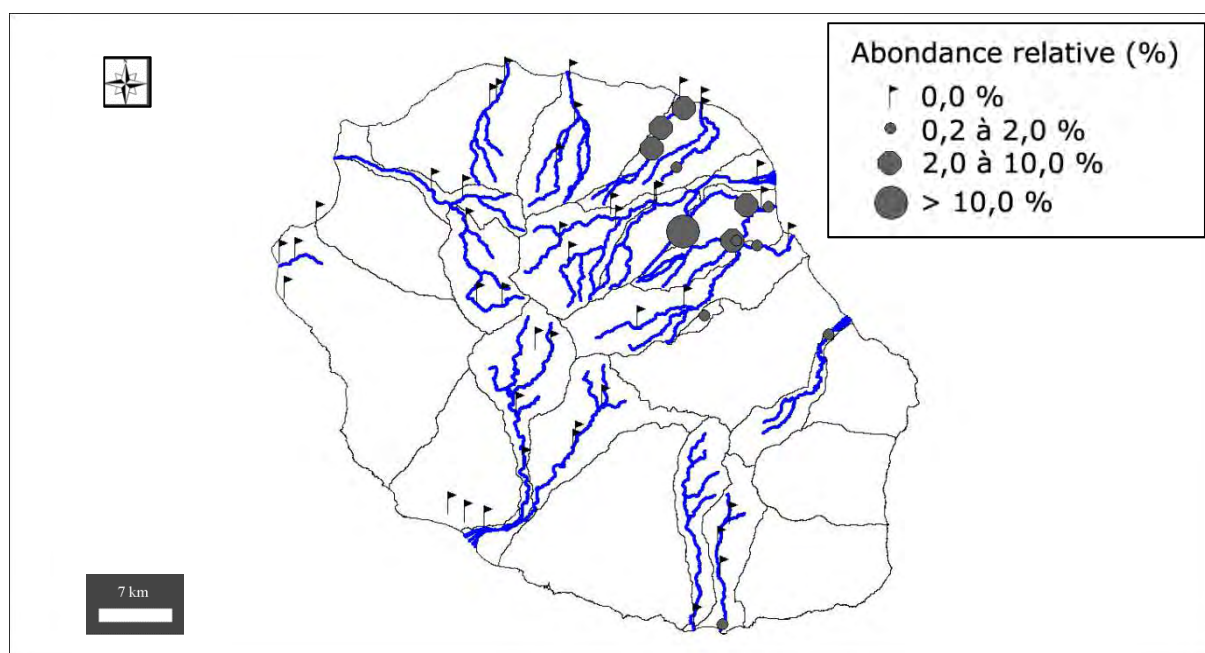 Abondance relative (%)
0,0 %
0,2 à 2,0 %
2,0 à 10,0 %
> 10,0 %
7 km